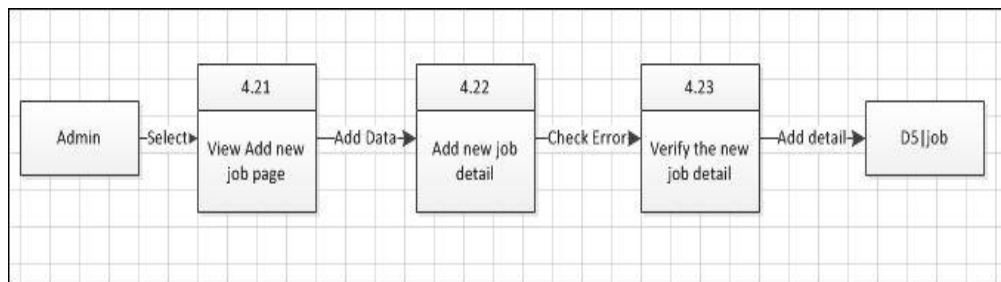 Admin
Select
4.21
View Add new
job page
Add Data
4.22
Add new job
detail
Check Error
4.23
Verify the new
job detail
Add detail
D5||job